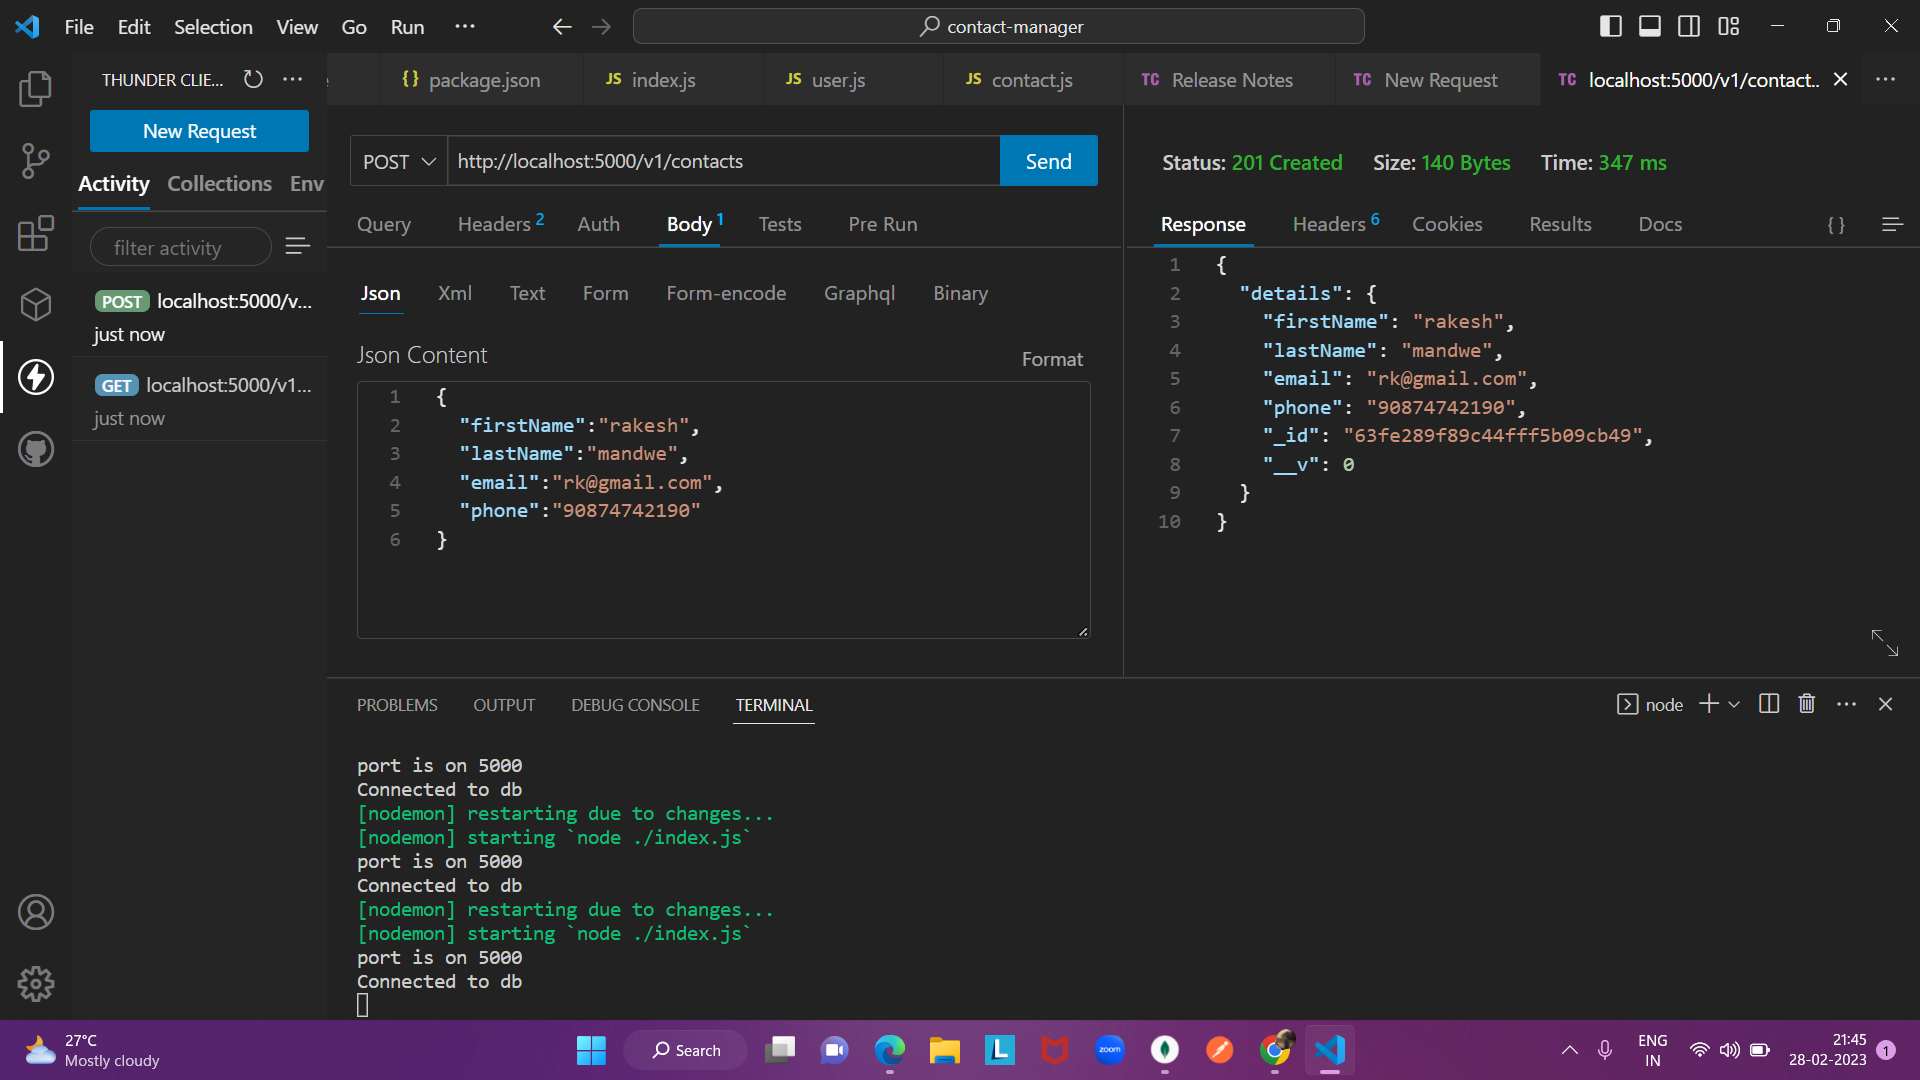 File Edit Selection View Go Run ···
contact-manager
THUNDER CLIE...
{} package.json
JS index.js
JS user.js
JS contact.js
TC Release Notes
TC New Request
TC localhost:5000/v1/contact..
New Request
Activity Collections Env
filter activity
POST localhost:5000/v...
just now
GET localhost:5000/v1...
just now
POST http://localhost:5000/v1/contacts Send
Query Headers 2 Auth Body 1 Tests Pre Run
Json Xml Text Form Form-encode Graphql Binary
Json Content Format
1 {
2 "firstName":"rakesh",
3 "lastName":"mandwe",
4 "email":"rk@gmail.com",
5 "phone":"90874742190"
6 }
Status: 201 Created Size: 140 Bytes Time: 347 ms
Response Headers 6 Cookies Results Docs {}
1 {
2 "details": {
3 "firstName": "rakesh",
4 "lastName": "mandwe",
5 "email": "rk@gmail.com",
6 "phone": "90874742190",
7 "_id": "63fe289f89c44fff5b09cb49",
8 "__v": 0
9 }
10 }
PROBLEMS OUTPUT DEBUG CONSOLE TERMINAL
node
port is on 5000
Connected to db
[nodemon] restarting due to changes...
[nodemon] starting `node ./index.js`
port is on 5000
Connected to db
[nodemon] restarting due to changes...
[nodemon] starting `node ./index.js`
port is on 5000
Connected to db
27°C
Mostly cloudy
Search
L
zoom
ENG
IN
21:45
28-02-2023
1